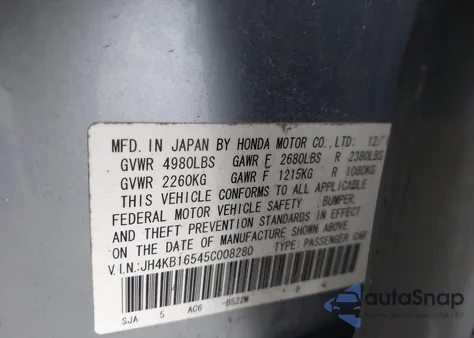 MFD. IN JAPAN BY HONDA MOTOR CO., LTD. 12/
GVWR 4980LBS GAWR F 2680LBS R 2380LBS
GVWR 2260KG GAWR F 1215KG R 1080KG
THIS VEHICLE CONFORMS TO ALL APPLICABLE
FEDERAL MOTOR VEHICLE SAFETY BUMPER,
AND THEFT PREVENTION STANDARDS IN EFFECT
ON THE DATE OF MANUFACTURE SHOWN ABOVE.
V.I.N: JH4KB16545C008280 TYPE: PASSENGER CAR
SJA 5 AC6 B522M
autoSnap